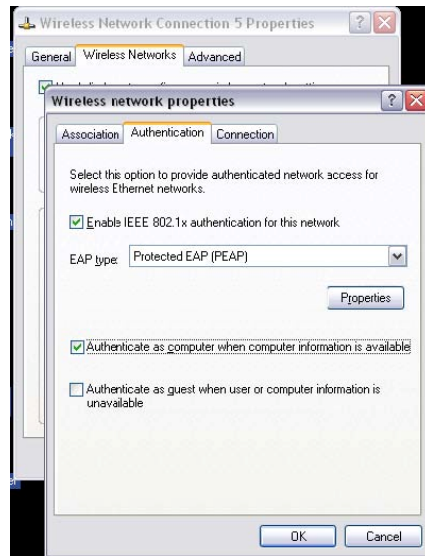 Wireless Network Connection 5 Properties
General
Wireless Networks
Advanced
Wireless network properties
Association
Authentication
Connection
Select this option to provide authenticated network access for
wireless Ethernet networks.
Enable IEEE 802.1x authentication for this network
EAP type:
Protected EAP (PEAP)
Properties
Authenticate as computer when computer information is available
Authenticate as guest when user or computer information is
unavailable
OK
Cancel